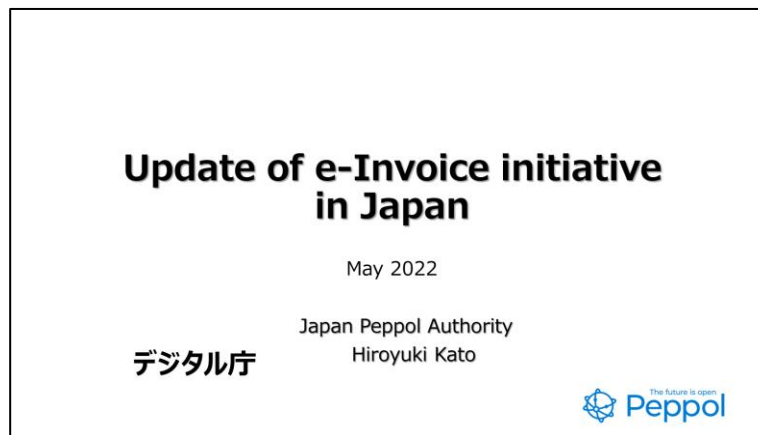 Update of e-Invoice initiative
in Japan
May 2022
Japan Peppol Authority
Hiroyuki Kato
デジタル庁
The future is open
Peppol